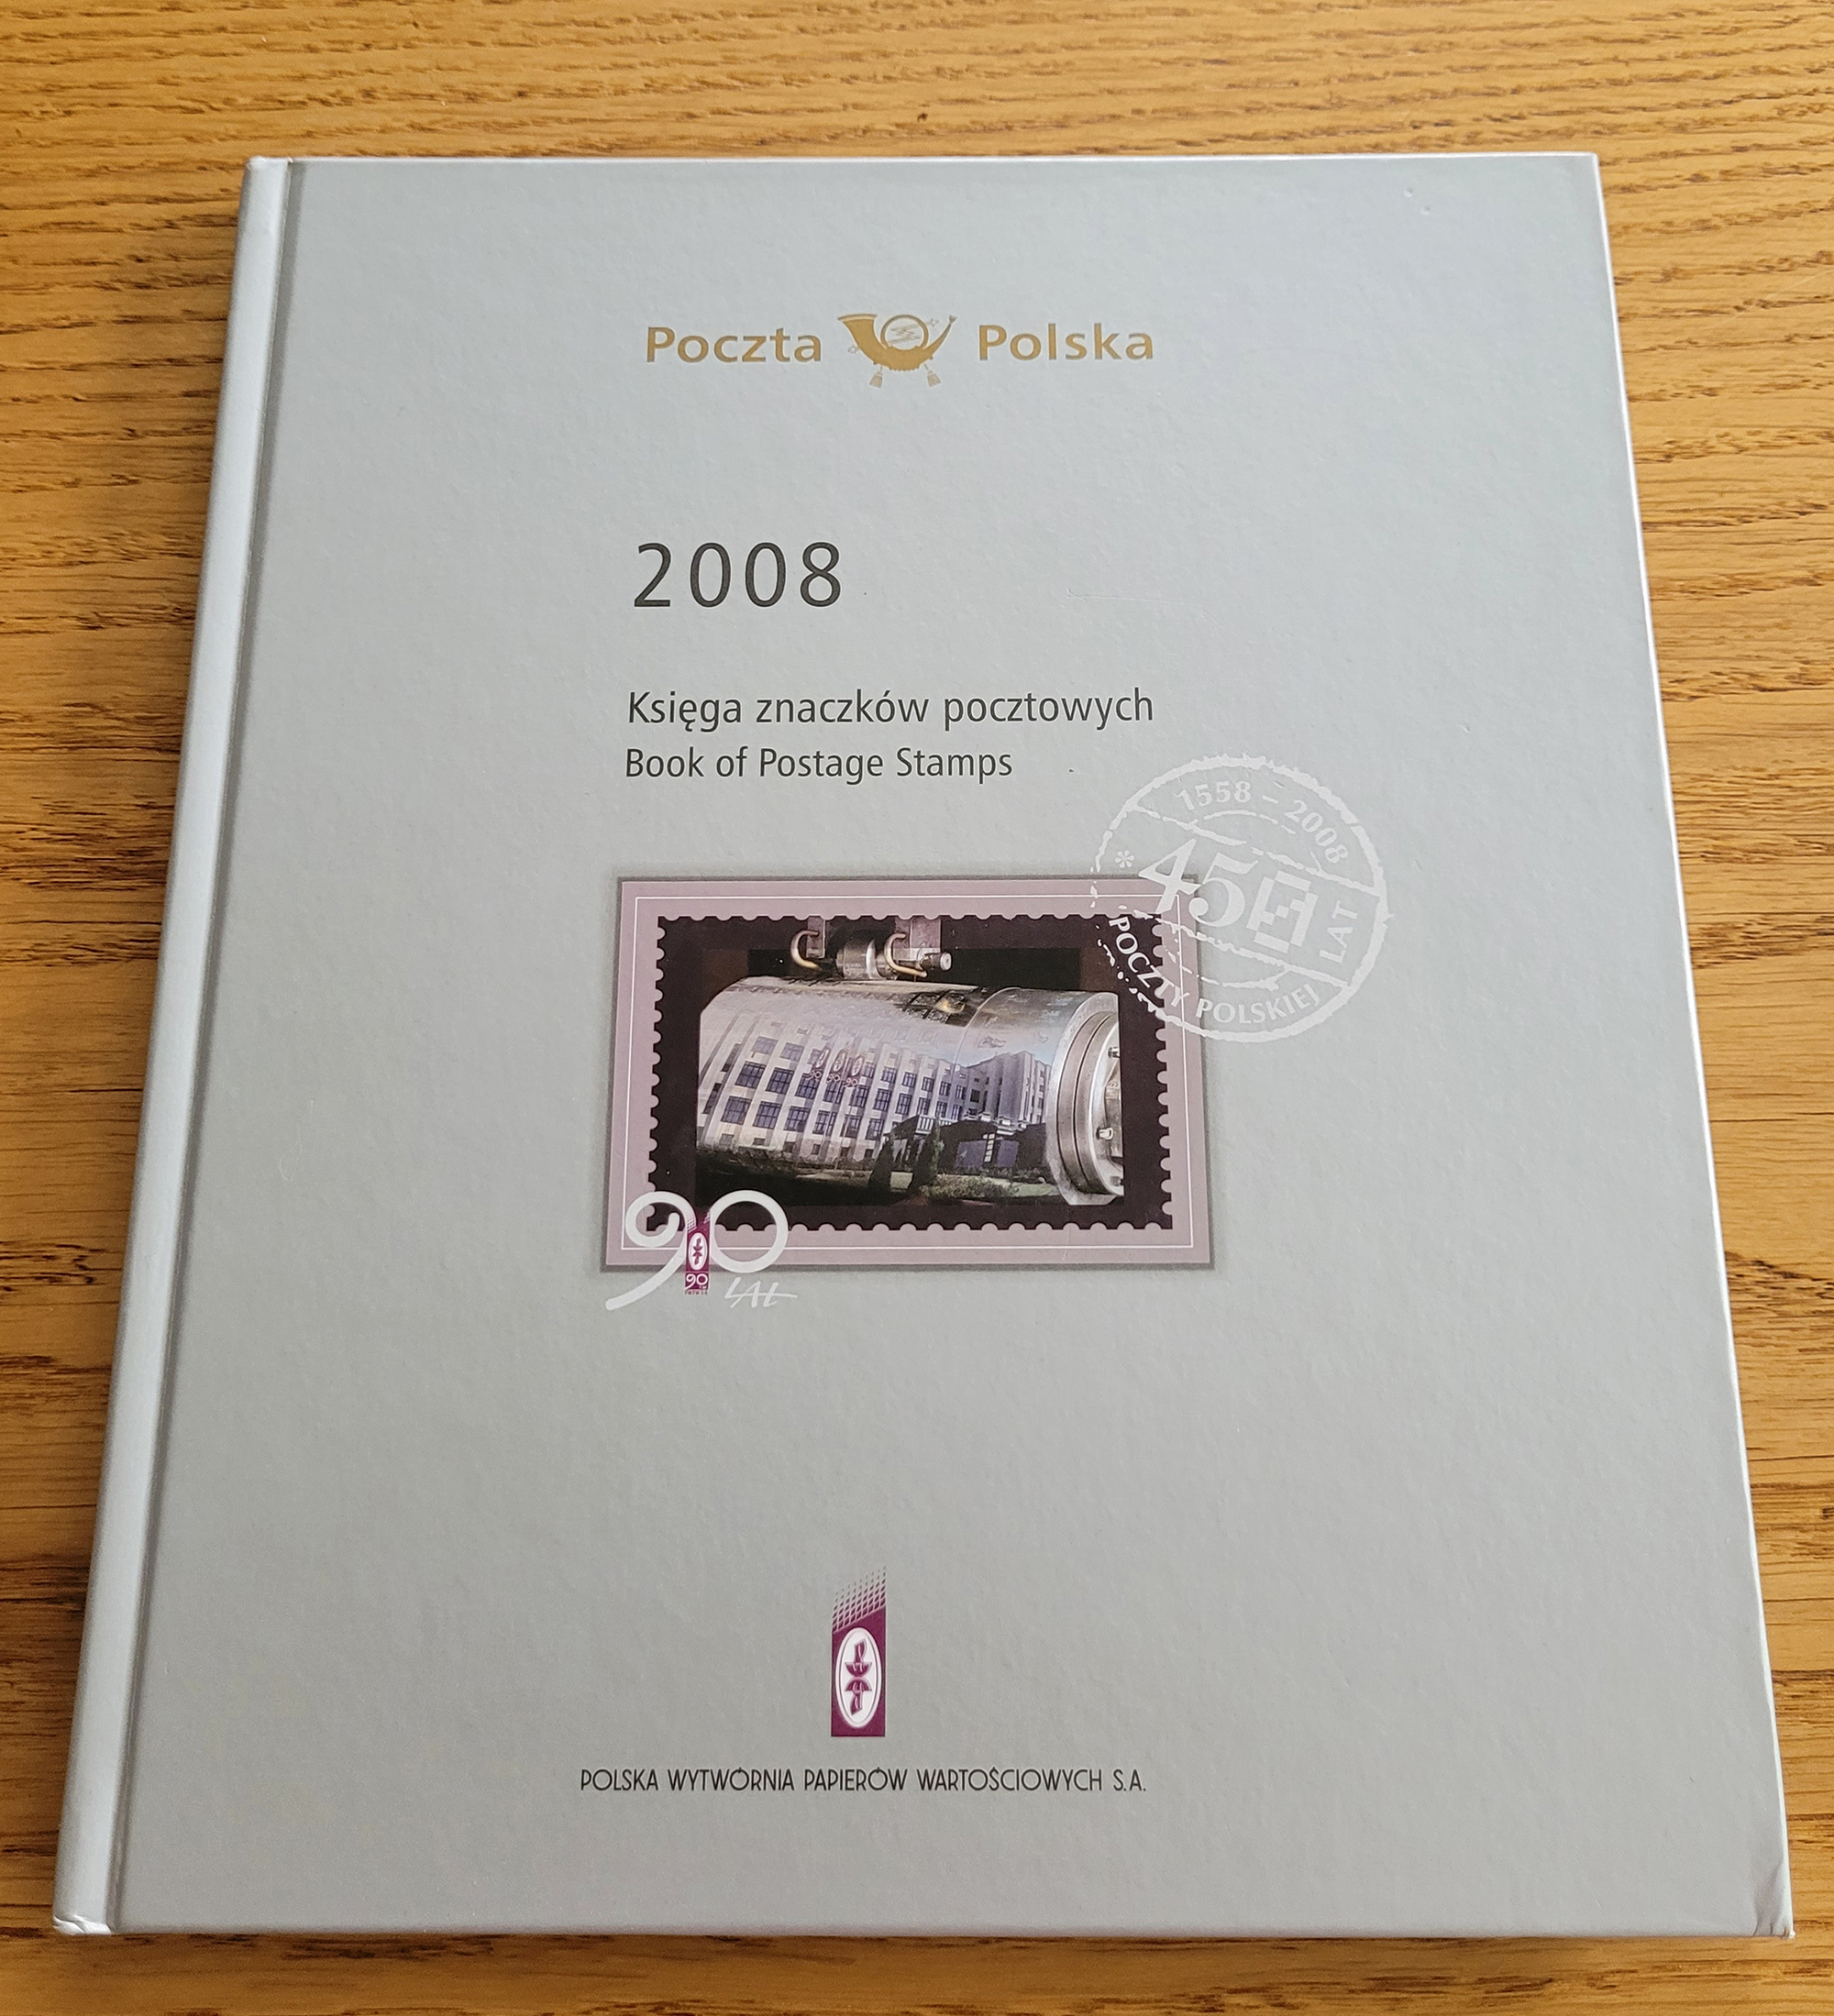 Poczta Polska
2008
Księga znaczków pocztowych
Book of Postage Stamps
1558 – 2008
* 450 LAT
POCZTY POLSKIEJ
90
90
LAT
POLSKA WYTWÓRNIA PAPIERÓW WARTOŚCIOWYCH S.A.